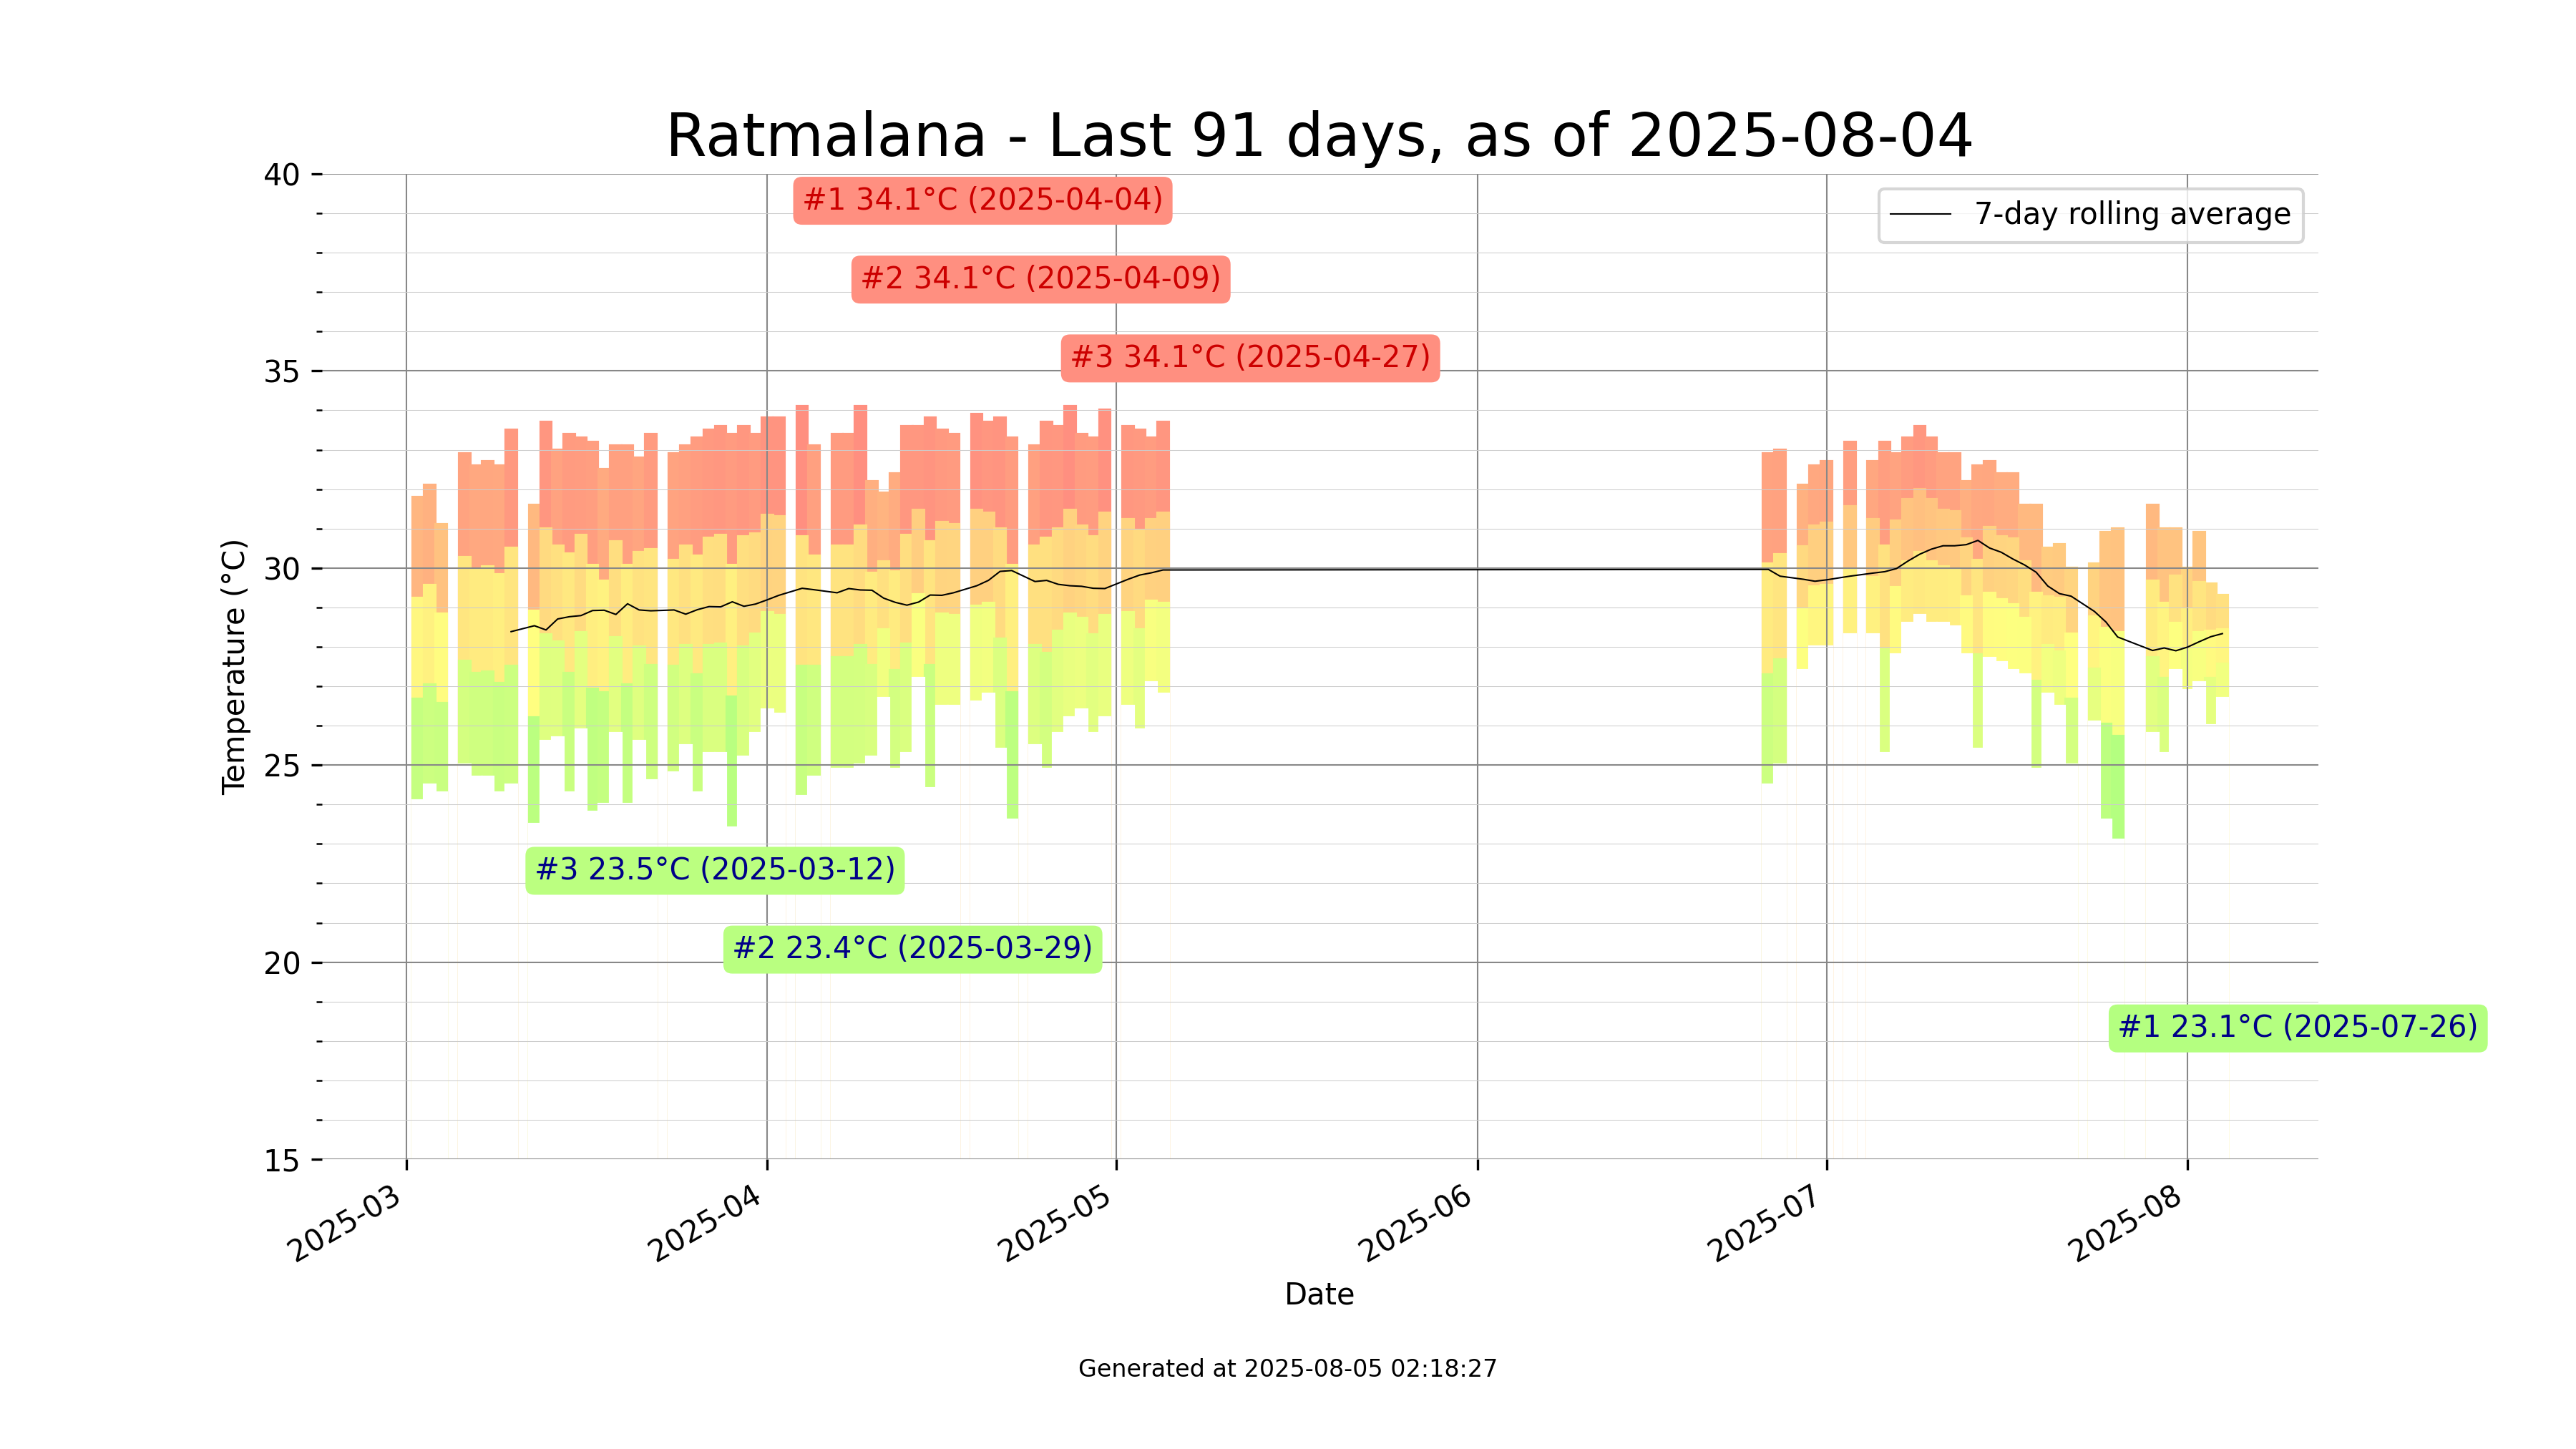 Ratmalana - Last 91 days, as of 2025-08-04
40
#1 34.1°C (2025-04-04)
7-day rolling average
#2 34.1°C (2025-04-09)
#3 34.1°C (2025-04-27)
35
30
25
20
15
Temperature (°C)
#3 23.5°C (2025-03-12)
#2 23.4°C (2025-03-29)
#1 23.1°C (2025-07-26)
2025-03
2025-04
2025-05
2025-06
2025-07
2025-08
Date
Generated at 2025-08-05 02:18:27